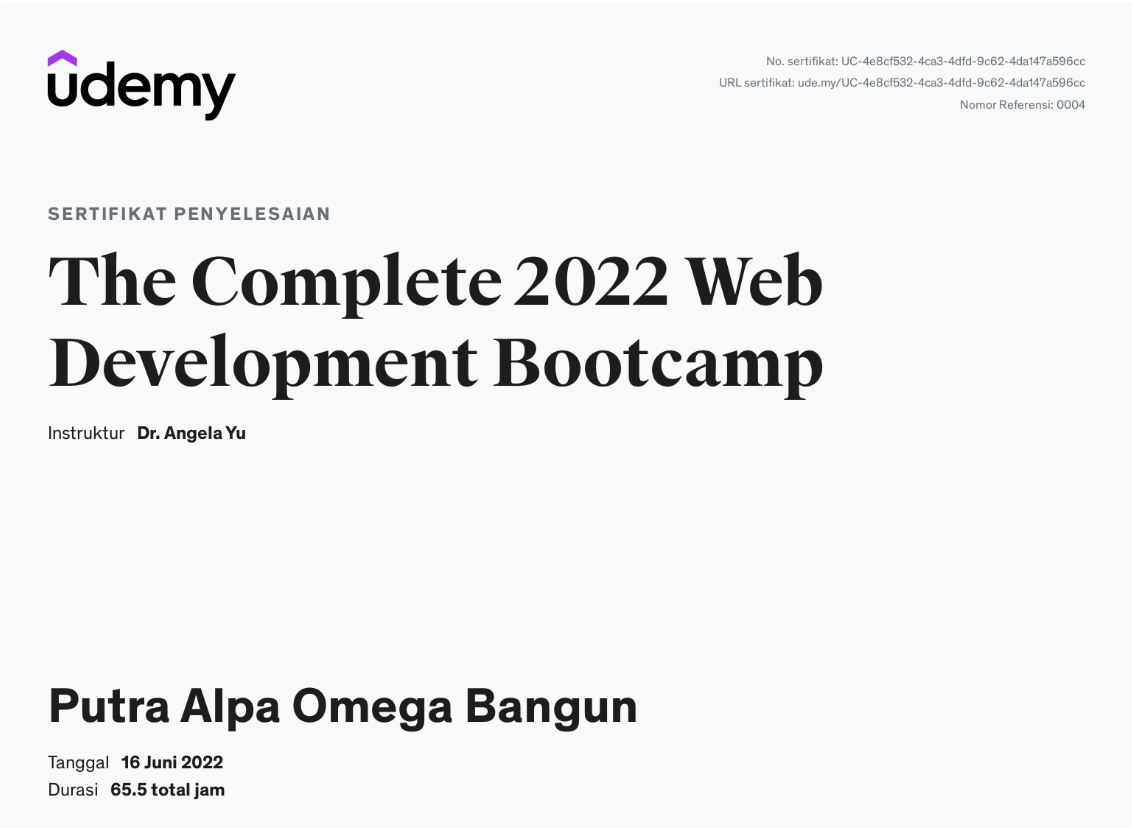 udemy
No. sertifikat: UC-4e8cf532-4ca3-4dfd-9c62-4da147a596cc
URL sertifikat: ude.my/UC-4e8cf532-4ca3-4dfd-9c62-4da147a596cc
Nomor Referensi: 0004
SERTIFIKAT PENYELESAIAN
The Complete 2022 Web
Development Bootcamp
Instruktur Dr. Angela Yu
Putra Alpa Omega Bangun
Tanggal 16 Juni 2022
Durasi 65.5 total jam